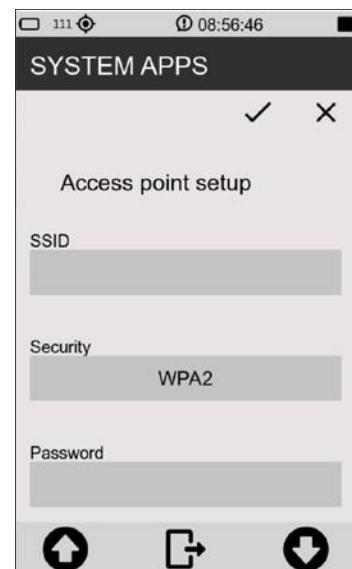 111 08:56:46
SYSTEM APPS
Access point setup
SSID
Security
WPA2
Password